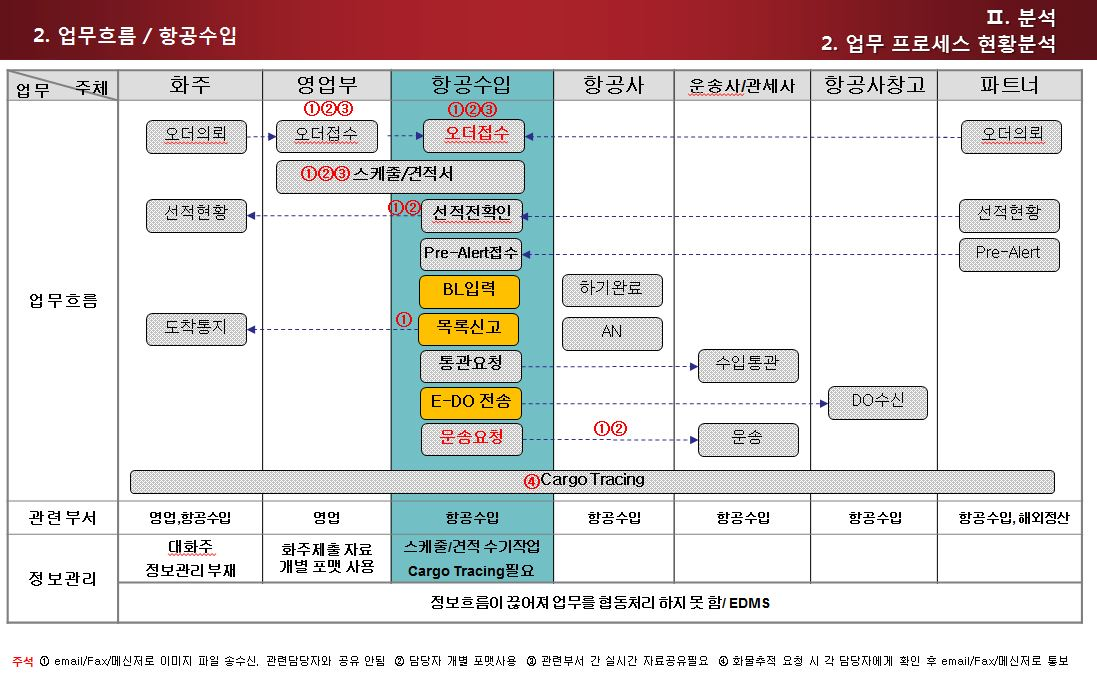 2. 업무흐름 / 항공수입
Ⅱ. 분석
2. 업무 프로세스 현황분석
업무 주체 화주 영업부 항공수입 항공사 운송사/관세사 항공사창고 파트너
①②③ ①②③
오더의뢰 오더접수 오더접수 오더의뢰
①②③ 스케줄/견적서
①②
선적현황 선적전확인 선적현황
Pre-Alert접수 Pre-Alert
업무흐름
BL입력 하기완료
①
도착통지 목록신고 AN
통관요청 수입통관
E-DO 전송 DO수신
①②
운송요청 운송
④Cargo Tracing
관련부서 영업,항공수입 영업 항공수입 항공수입 항공수입 항공수입 항공수입, 해외정산
정보관리
대화주
정보관리 부재
화주제출 자료
개별 포맷 사용
스케줄/견적 수기작업
Cargo Tracing필요
정보흐름이 끊어져 업무를 협동처리 하지 못 함/ EDMS
주석 ① email/Fax/메신저로 이미지 파일 송수신, 관련담당자와 공유 안됨 ② 담당자 개별 포맷사용 ③ 관련부서 간 실시간 자료공유필요 ④ 화물추적 요청 시 각 담당자에게 확인 후 email/Fax/메신저로 통보